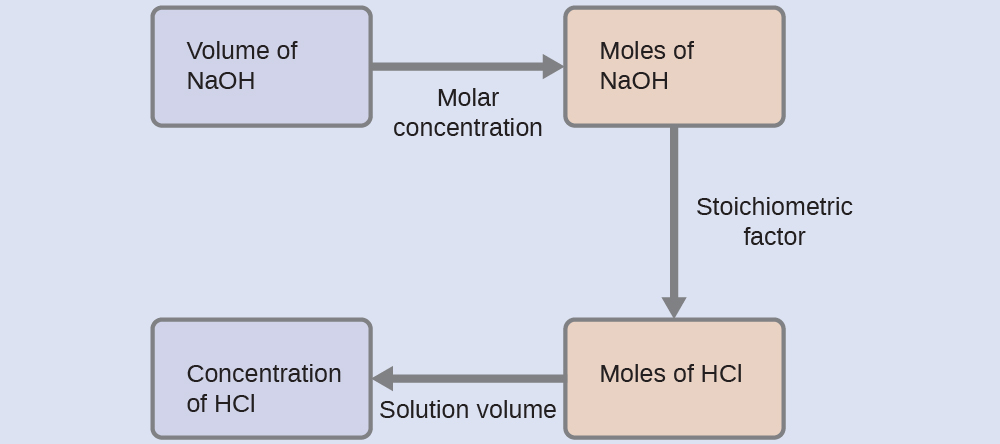 Volume of
NaOH
Molar
concentration
Moles of
NaOH
Stoichiometric
factor
Moles of HCl
Solution volume
Concentration
of HCl